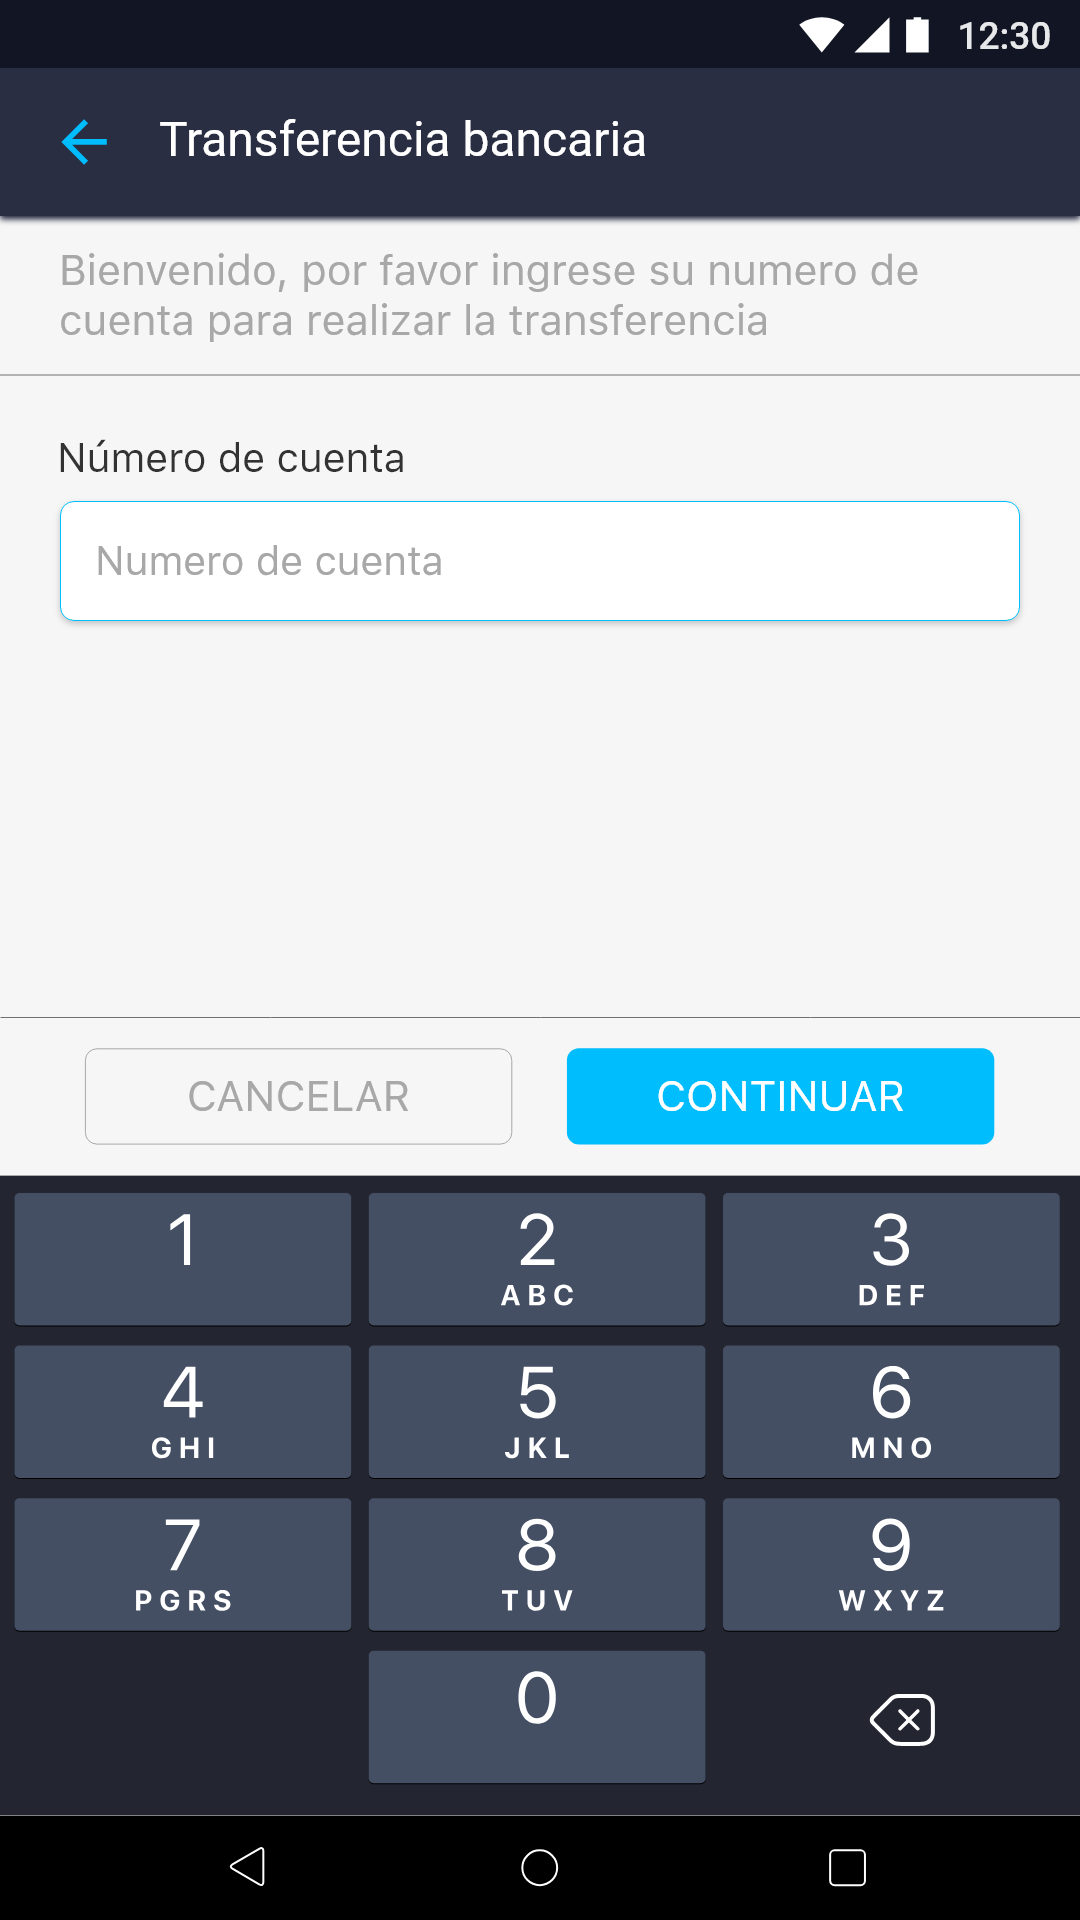 12:30
Transferencia bancaria
Bienvenido, por favor ingrese su numero de
cuenta para realizar la transferencia
Número de cuenta
Numero de cuenta
CANCELAR CONTINUAR
1 2 3
ABC DEF
4 5 6
GHI JKL MNO
7 8 9
PGRS TUV WXYZ
0